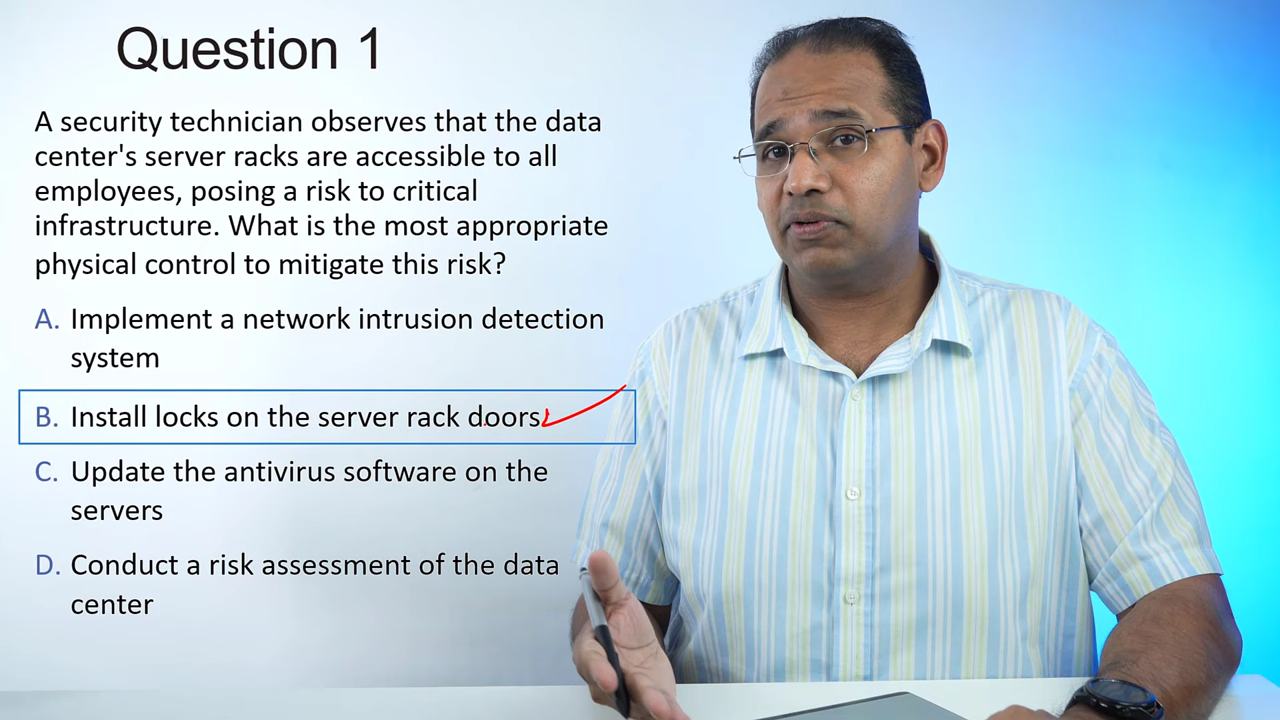 Question 1
A security technician observes that the data
center's server racks are accessible to all
employees, posing a risk to critical
infrastructure. What is the most appropriate
physical control to mitigate this risk?
A. Implement a network intrusion detection
system
B. Install locks on the server rack doors
C. Update the antivirus software on the
servers
D. Conduct a risk assessment of the data
center